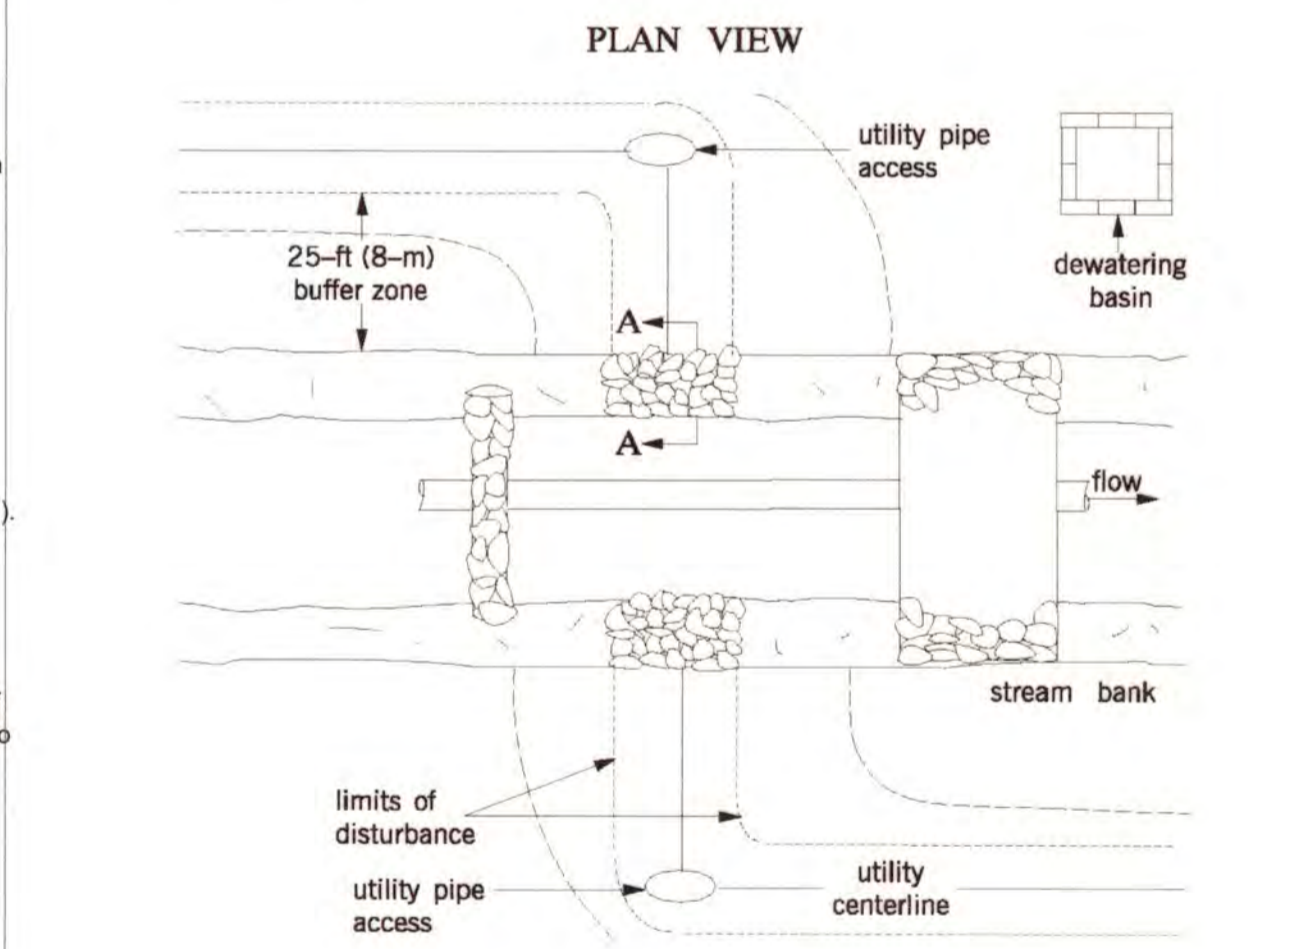 PLAN VIEW
utility pipe
access
25–ft (8–m)
buffer zone
dewatering
basin
A
A
flow
).
stream bank
o
limits of
disturbance
utility pipe
access
utility
centerline